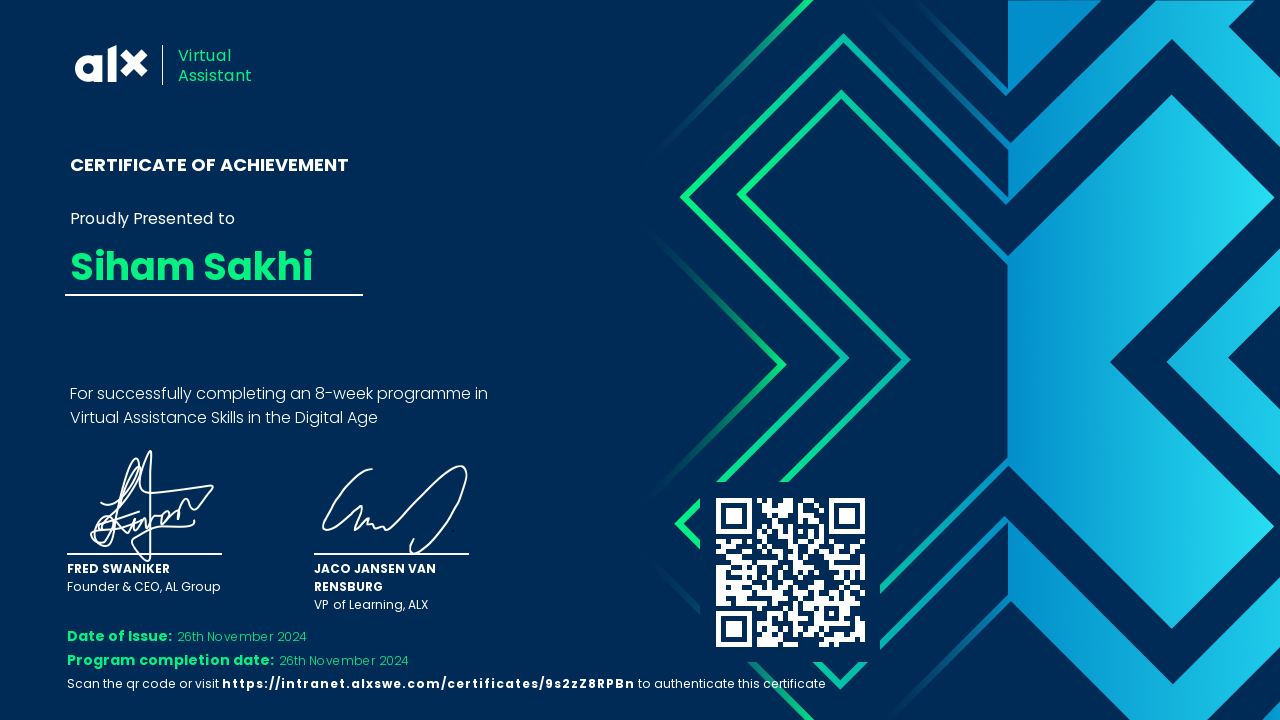 alx
Virtual
Assistant
CERTIFICATE OF ACHIEVEMENT
Proudly Presented to
Siham Sakhi
For successfully completing an 8-week programme in
Virtual Assistance Skills in the Digital Age
FRED SWANIKER
Founder & CEO, AL Group
JACO JANSEN VAN
RENSBURG
VP of Learning, ALX
Date of Issue: 26th November 2024
Program completion date: 26th November 2024
Scan the qr code or visit https://intranet.alxswe.com/certificates/9s2zZ8RPBn to authenticate this certificate